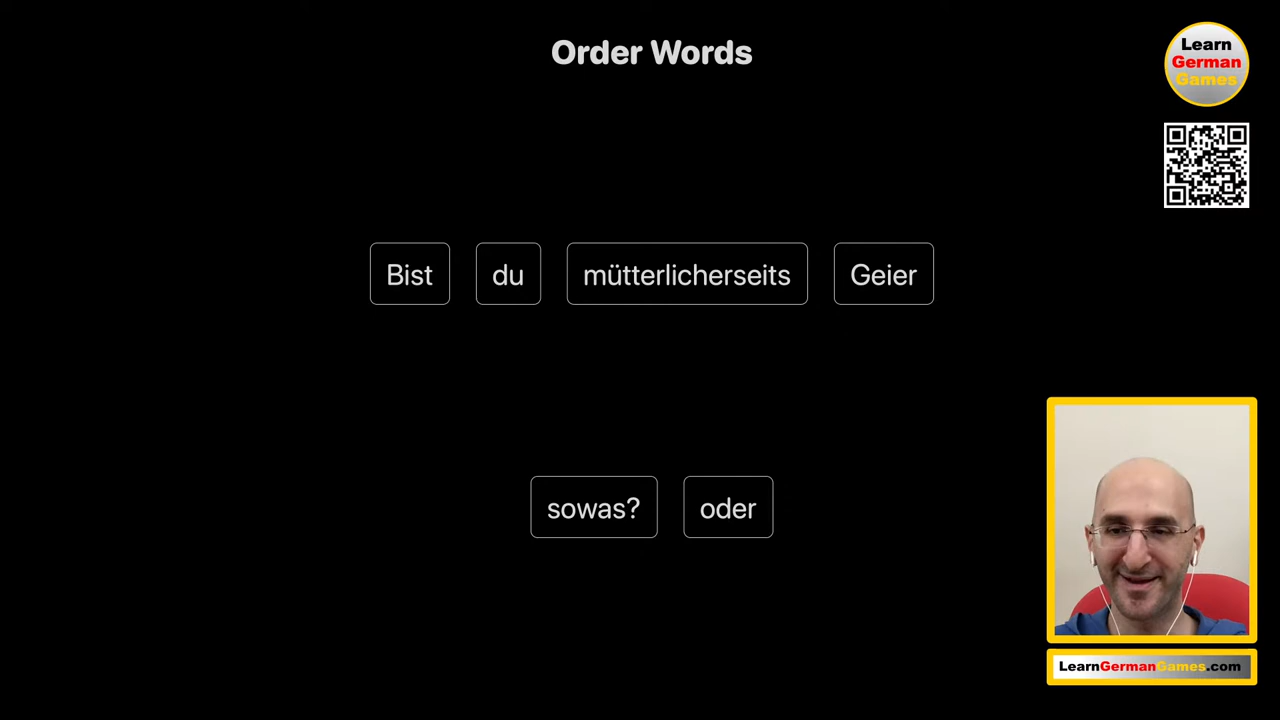 Order Words
Learn
German
Games
Bist du mütterlicherseits Geier
sowas? oder
LearnGermanGames.com